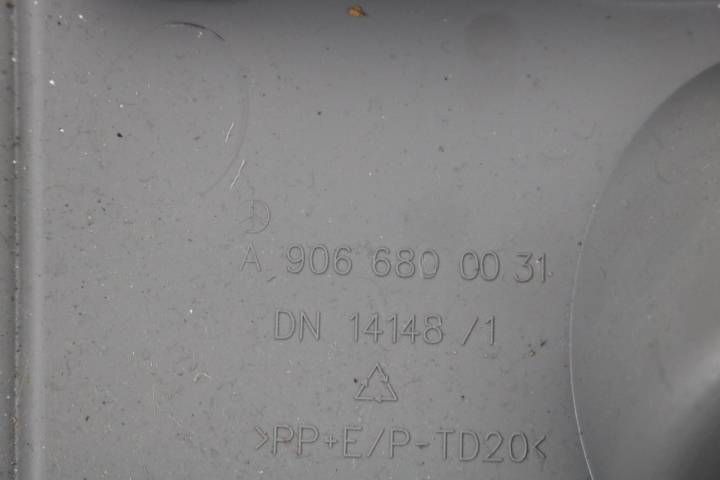 A 906 680 00 31
DN 14148 /1
>PP+E/P-TD20<